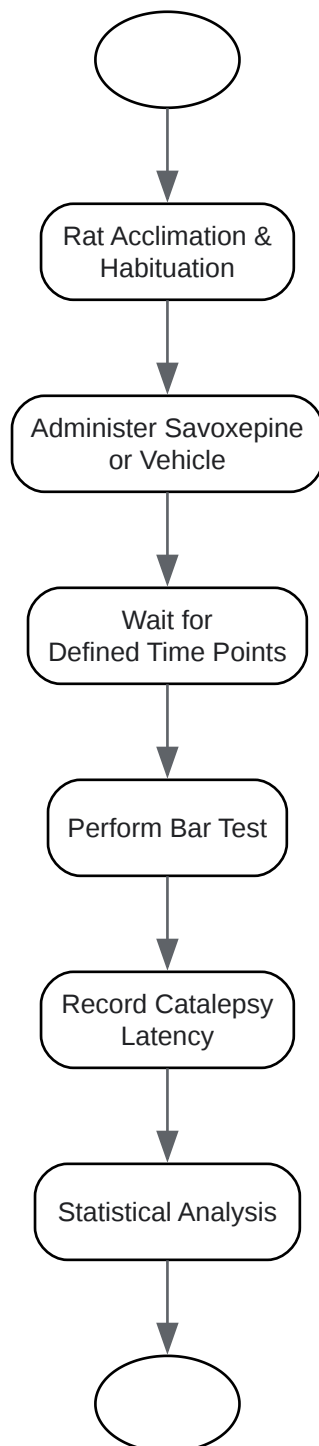 Rat Acclimation &
Habituation
Administer Savoxepine
or Vehicle
Wait for
Defined Time Points
Perform Bar Test
Record Catalepsy
Latency
Statistical Analysis